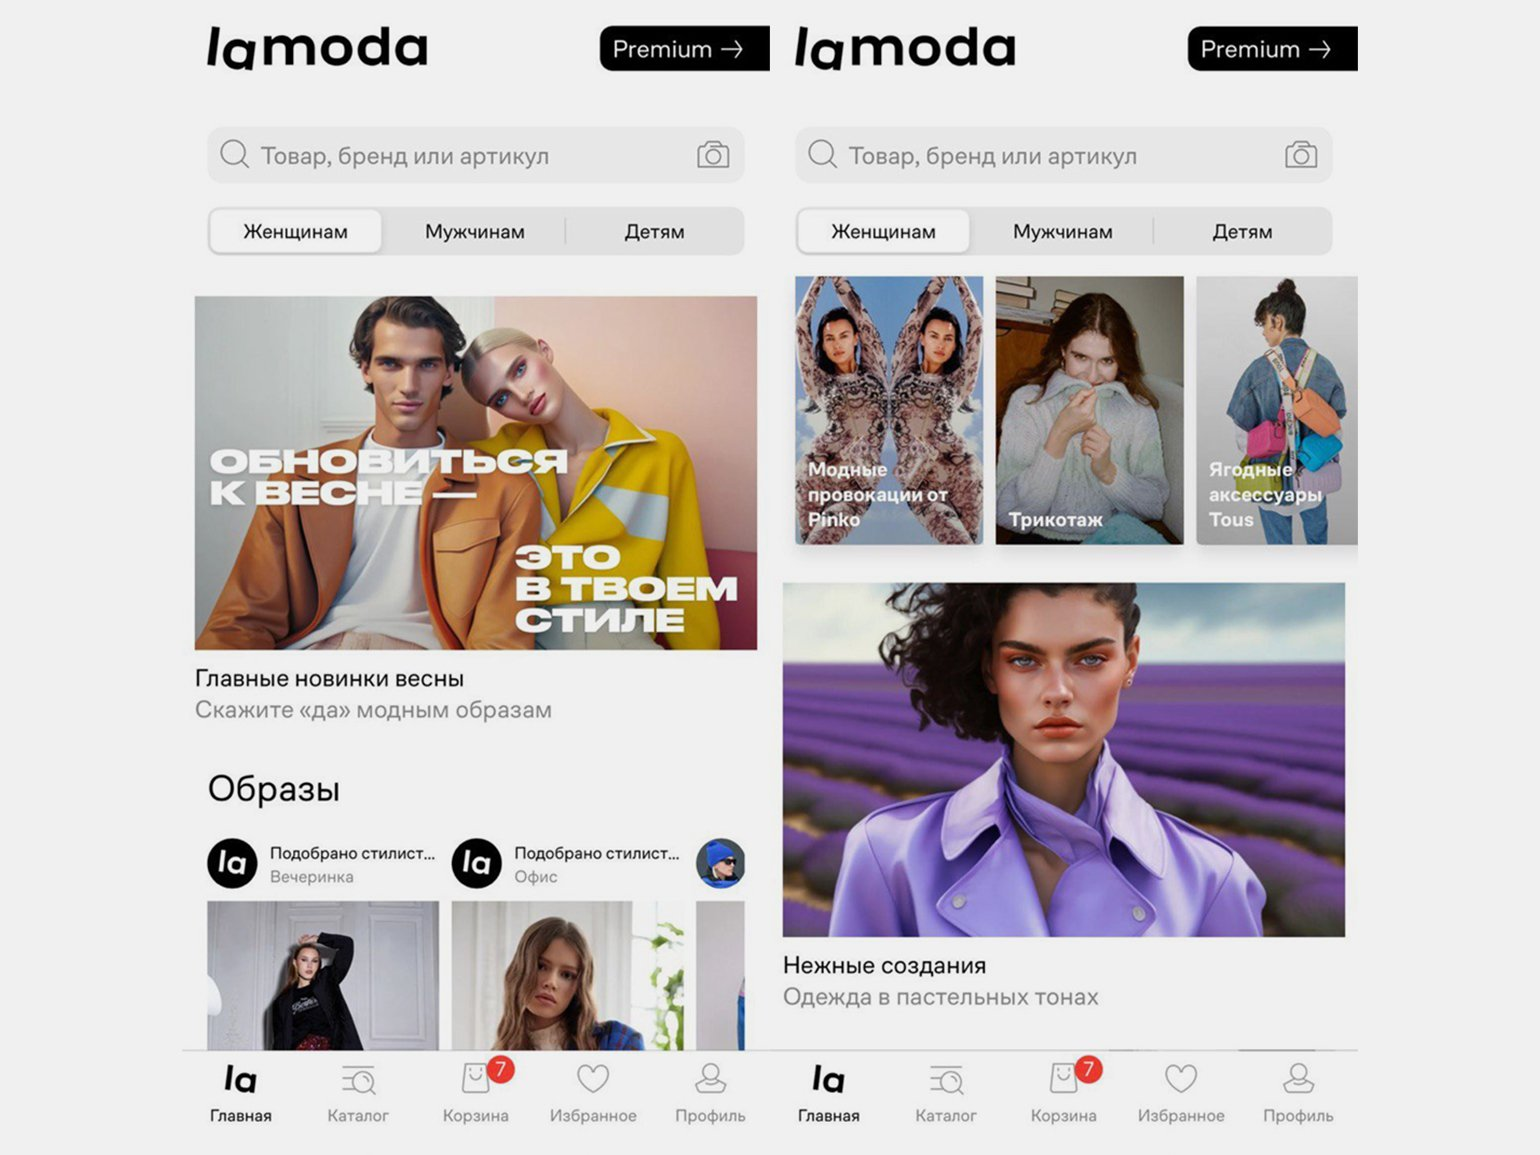 lamoda
Premium →
Товар, бренд или артикул
Женщинам
Мужчинам
Детям
ОБНОВИТЬСЯ
К ВЕСНЕ —
ЭТО
В ТВОЕМ
СТИЛЕ
Главные новинки весны
Скажите «да» модным образам
Образы
la
Подобрано стилист...
Вечеринка
la
Подобрано стилист...
Офис
la
Главная
Каталог
7
Корзина
Избранное
Профиль
lamoda
Premium →
Товар, бренд или артикул
Женщинам
Мужчинам
Детям
Модные
провокации от
Pinko
Трикотаж
Ягодные
аксессуары
Tous
Нежные создания
Одежда в пастельных тонах
la
Главная
Каталог
7
Корзина
Избранное
Профиль